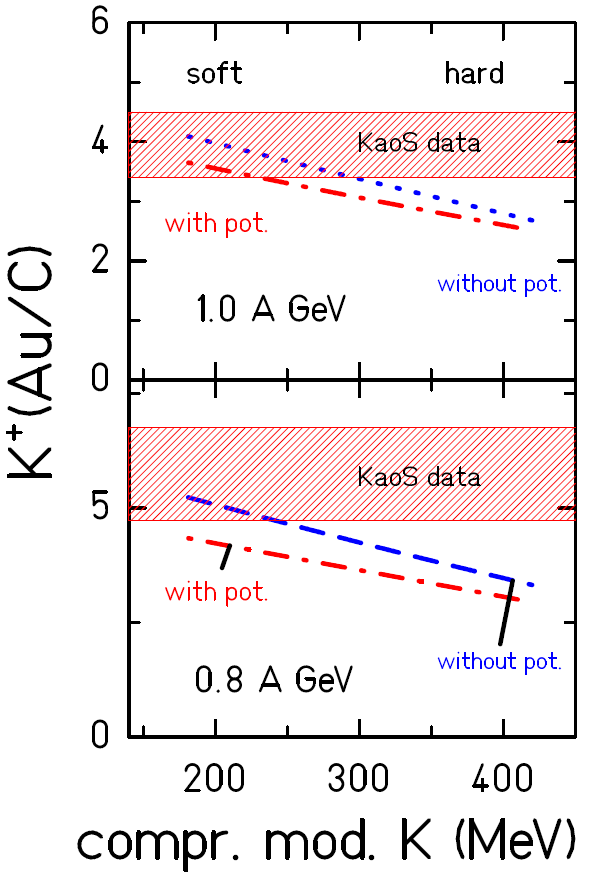 6
soft hard
4
KaoS data
with pot.
2
without pot.
1.0 A GeV
0
K+(Au/C)
KaoS data
5
with pot.
without pot.
0.8 A GeV
0
200 300 400
compr. mod. K (MeV)